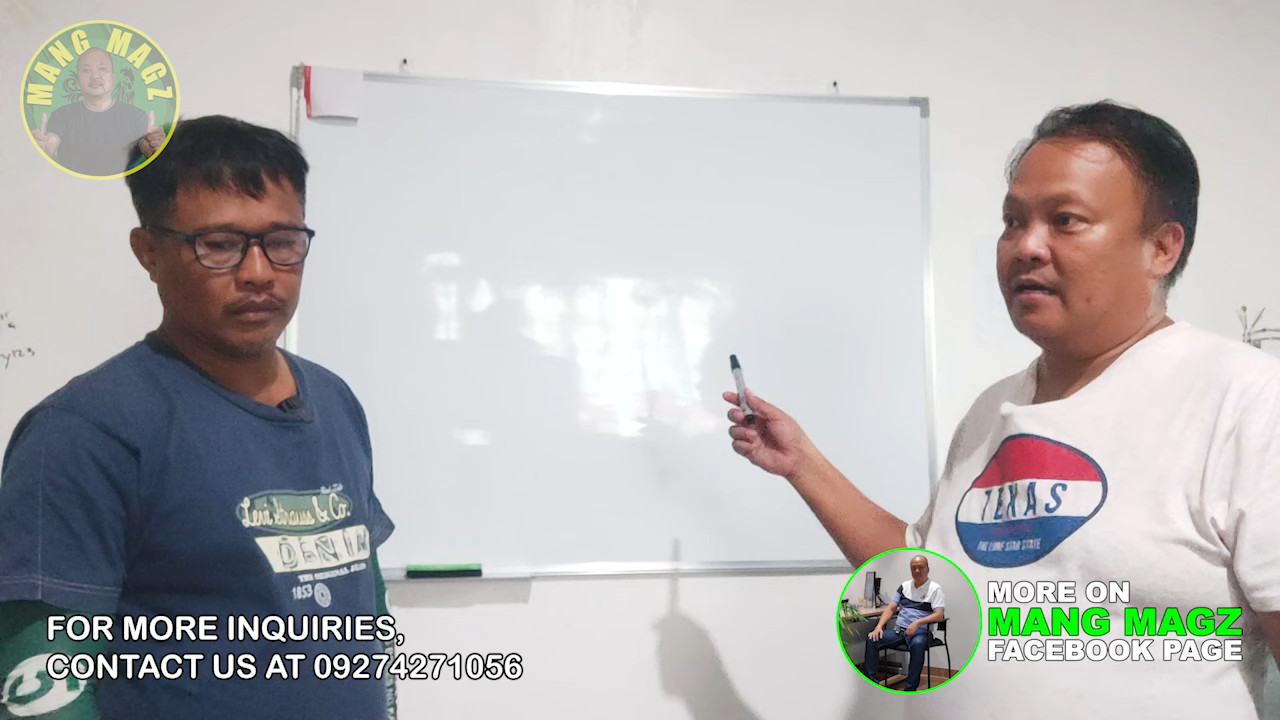 MANG MAGZ
Levi Strauss & Co.
DENIM
1853
TEXAS
THE LONE STAR STATE
FOR MORE INQUIRIES,
CONTACT US AT 09274271056
MORE ON
MANG MAGZ
FACEBOOK PAGE